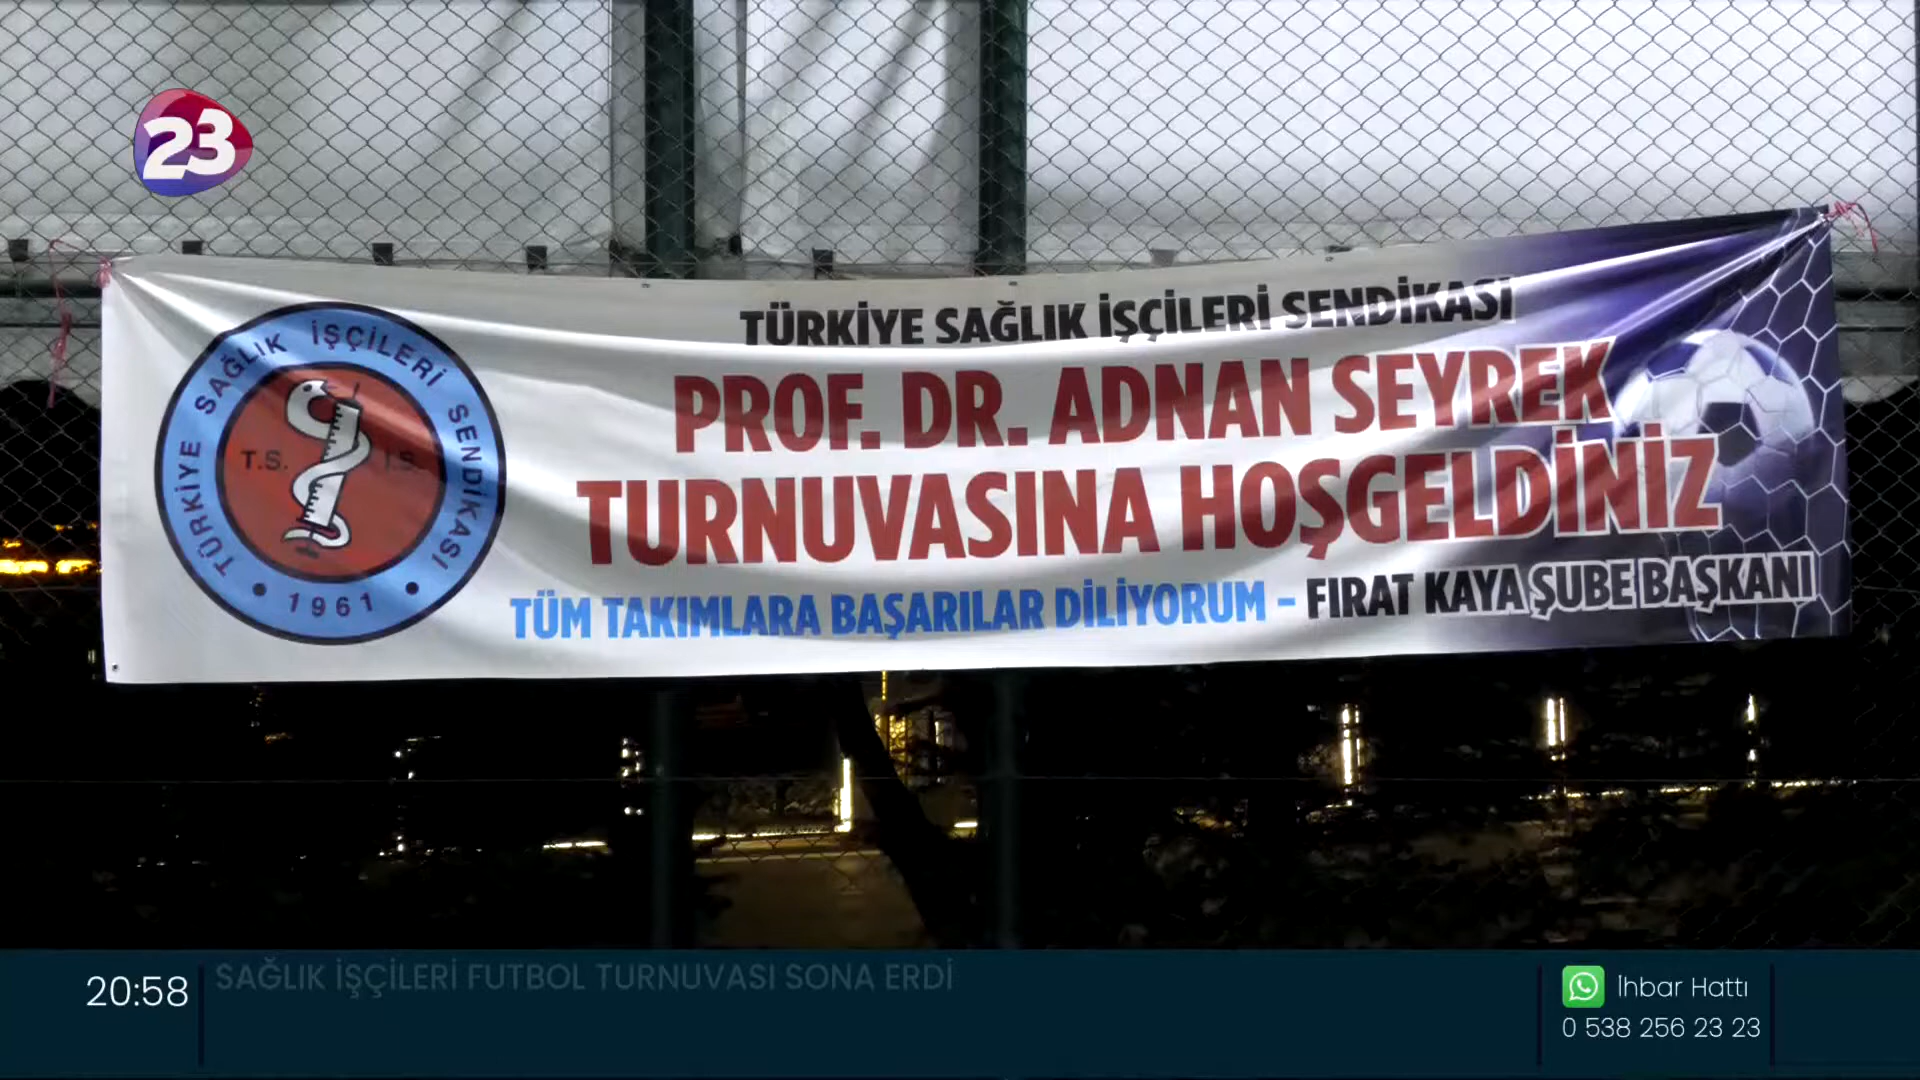 23
TÜRKİYE SAĞLIK İŞÇİLERİ SENDİKASI
PROF. DR. ADNAN SEYREK
TURNUVASINA HOŞGELDİNİZ
TÜM TAKIMLARA BAŞARILAR DİLİYORUM - FIRAT KAYA ŞUBE BAŞKANI
TÜRKİYE SAĞLIK İŞÇİLERİ SENDİKASI
T.S. İ.S.
1961
20:58
SAĞLIK İŞÇİLERİ FUTBOL TURNUVASI SONA ERDİ
İhbar Hattı
0 538 256 23 23